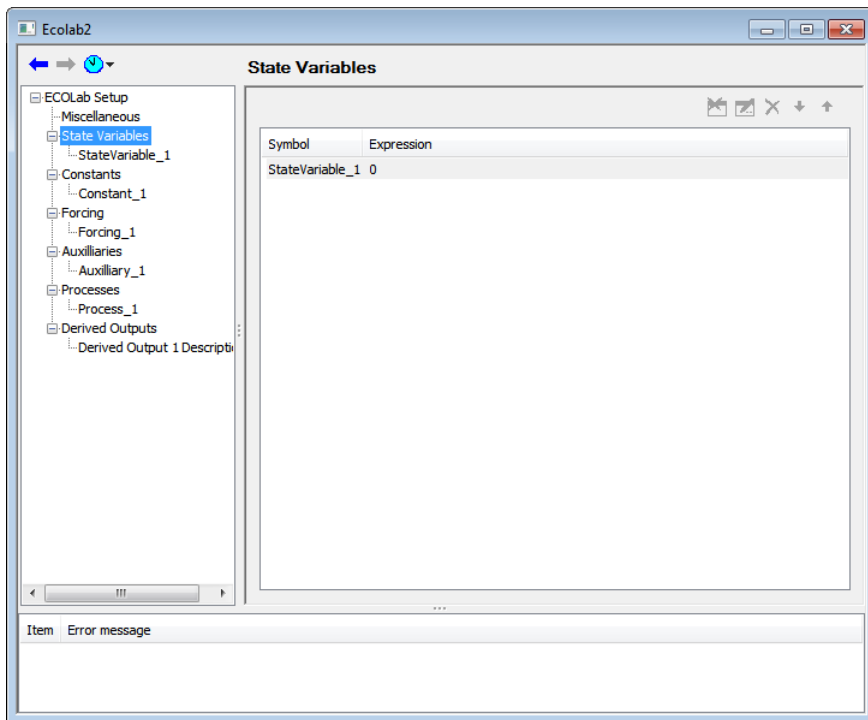 Ecolab2
State Variables
ECOLab Setup
Miscellaneous
State Variables
StateVariable_1
Constants
Constant_1
Forcing
Forcing_1
Auxilliaries
Auxilliary_1
Processes
Process_1
Derived Outputs
Derived Output 1 Descripti
Symbol Expression
StateVariable_1 0
Item Error message